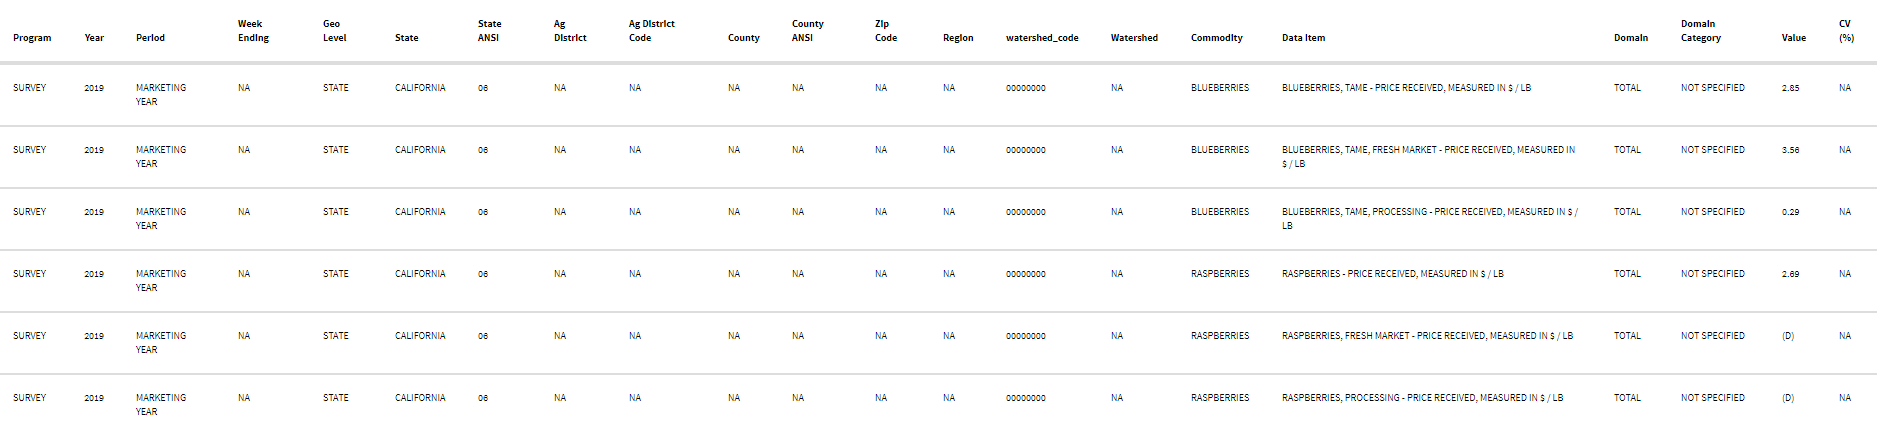 Program Year Period Week Ending Geo Level State State ANSI Ag District Ag District Code County County ANSI Zip Code Region watershed_code Watershed Commodity Data Item Domain Domain Category Value CV (%)
SURVEY 2019 MARKETING YEAR NA STATE CALIFORNIA 06 NA NA NA NA NA NA 00000000 NA BLUEBERRIES BLUEBERRIES, TAME - PRICE RECEIVED, MEASURED IN $ / LB TOTAL NOT SPECIFIED 2.85 NA
SURVEY 2019 MARKETING YEAR NA STATE CALIFORNIA 06 NA NA NA NA NA NA 00000000 NA BLUEBERRIES BLUEBERRIES, TAME, FRESH MARKET - PRICE RECEIVED, MEASURED IN $ / LB TOTAL NOT SPECIFIED 3.56 NA
SURVEY 2019 MARKETING YEAR NA STATE CALIFORNIA 06 NA NA NA NA NA NA 00000000 NA BLUEBERRIES BLUEBERRIES, TAME, PROCESSING - PRICE RECEIVED, MEASURED IN $ / LB TOTAL NOT SPECIFIED 0.29 NA
SURVEY 2019 MARKETING YEAR NA STATE CALIFORNIA 06 NA NA NA NA NA NA 00000000 NA RASPBERRIES RASPBERRIES - PRICE RECEIVED, MEASURED IN $ / LB TOTAL NOT SPECIFIED 2.69 NA
SURVEY 2019 MARKETING YEAR NA STATE CALIFORNIA 06 NA NA NA NA NA NA 00000000 NA RASPBERRIES RASPBERRIES, FRESH MARKET - PRICE RECEIVED, MEASURED IN $ / LB TOTAL NOT SPECIFIED (D) NA
SURVEY 2019 MARKETING YEAR NA STATE CALIFORNIA 06 NA NA NA NA NA NA 00000000 NA RASPBERRIES RASPBERRIES, PROCESSING - PRICE RECEIVED, MEASURED IN $ / LB TOTAL NOT SPECIFIED (D) NA